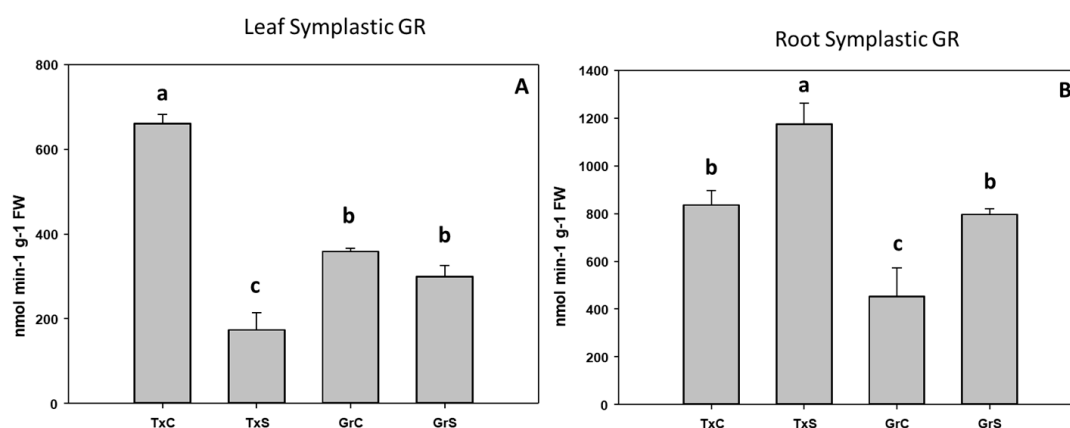 Leaf Symplastic GR
A
800
600
400
200
0
nmol min-1 g-1 FW
a
c
b
b
TxC TxS GrC GrS
Root Symplastic GR
B
1400
1200
1000
800
600
400
200
0
nmol min-1 g-1 FW
b
a
c
b
TxC TxS GrC GrS